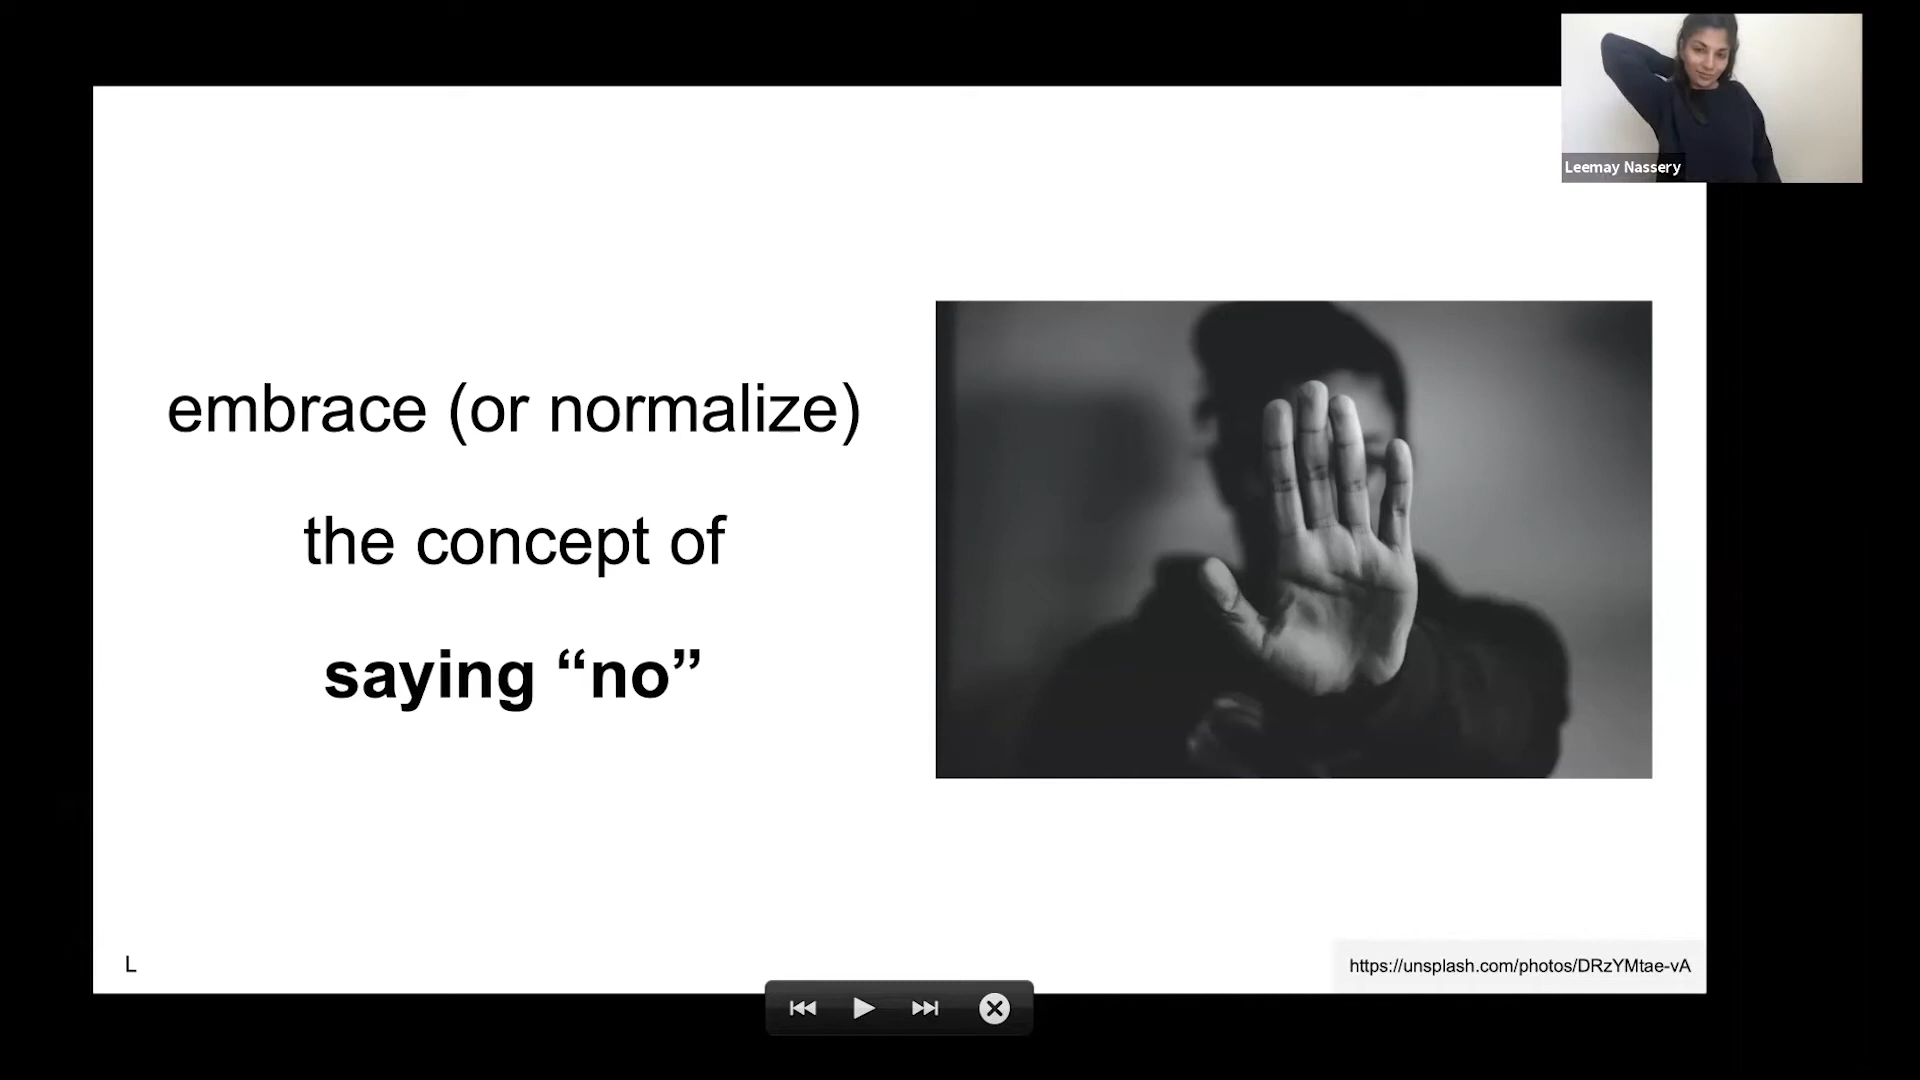 Leemay Nassery
embrace (or normalize)
the concept of
saying “no”
L
https://unsplash.com/photos/DRzYMtae-vA